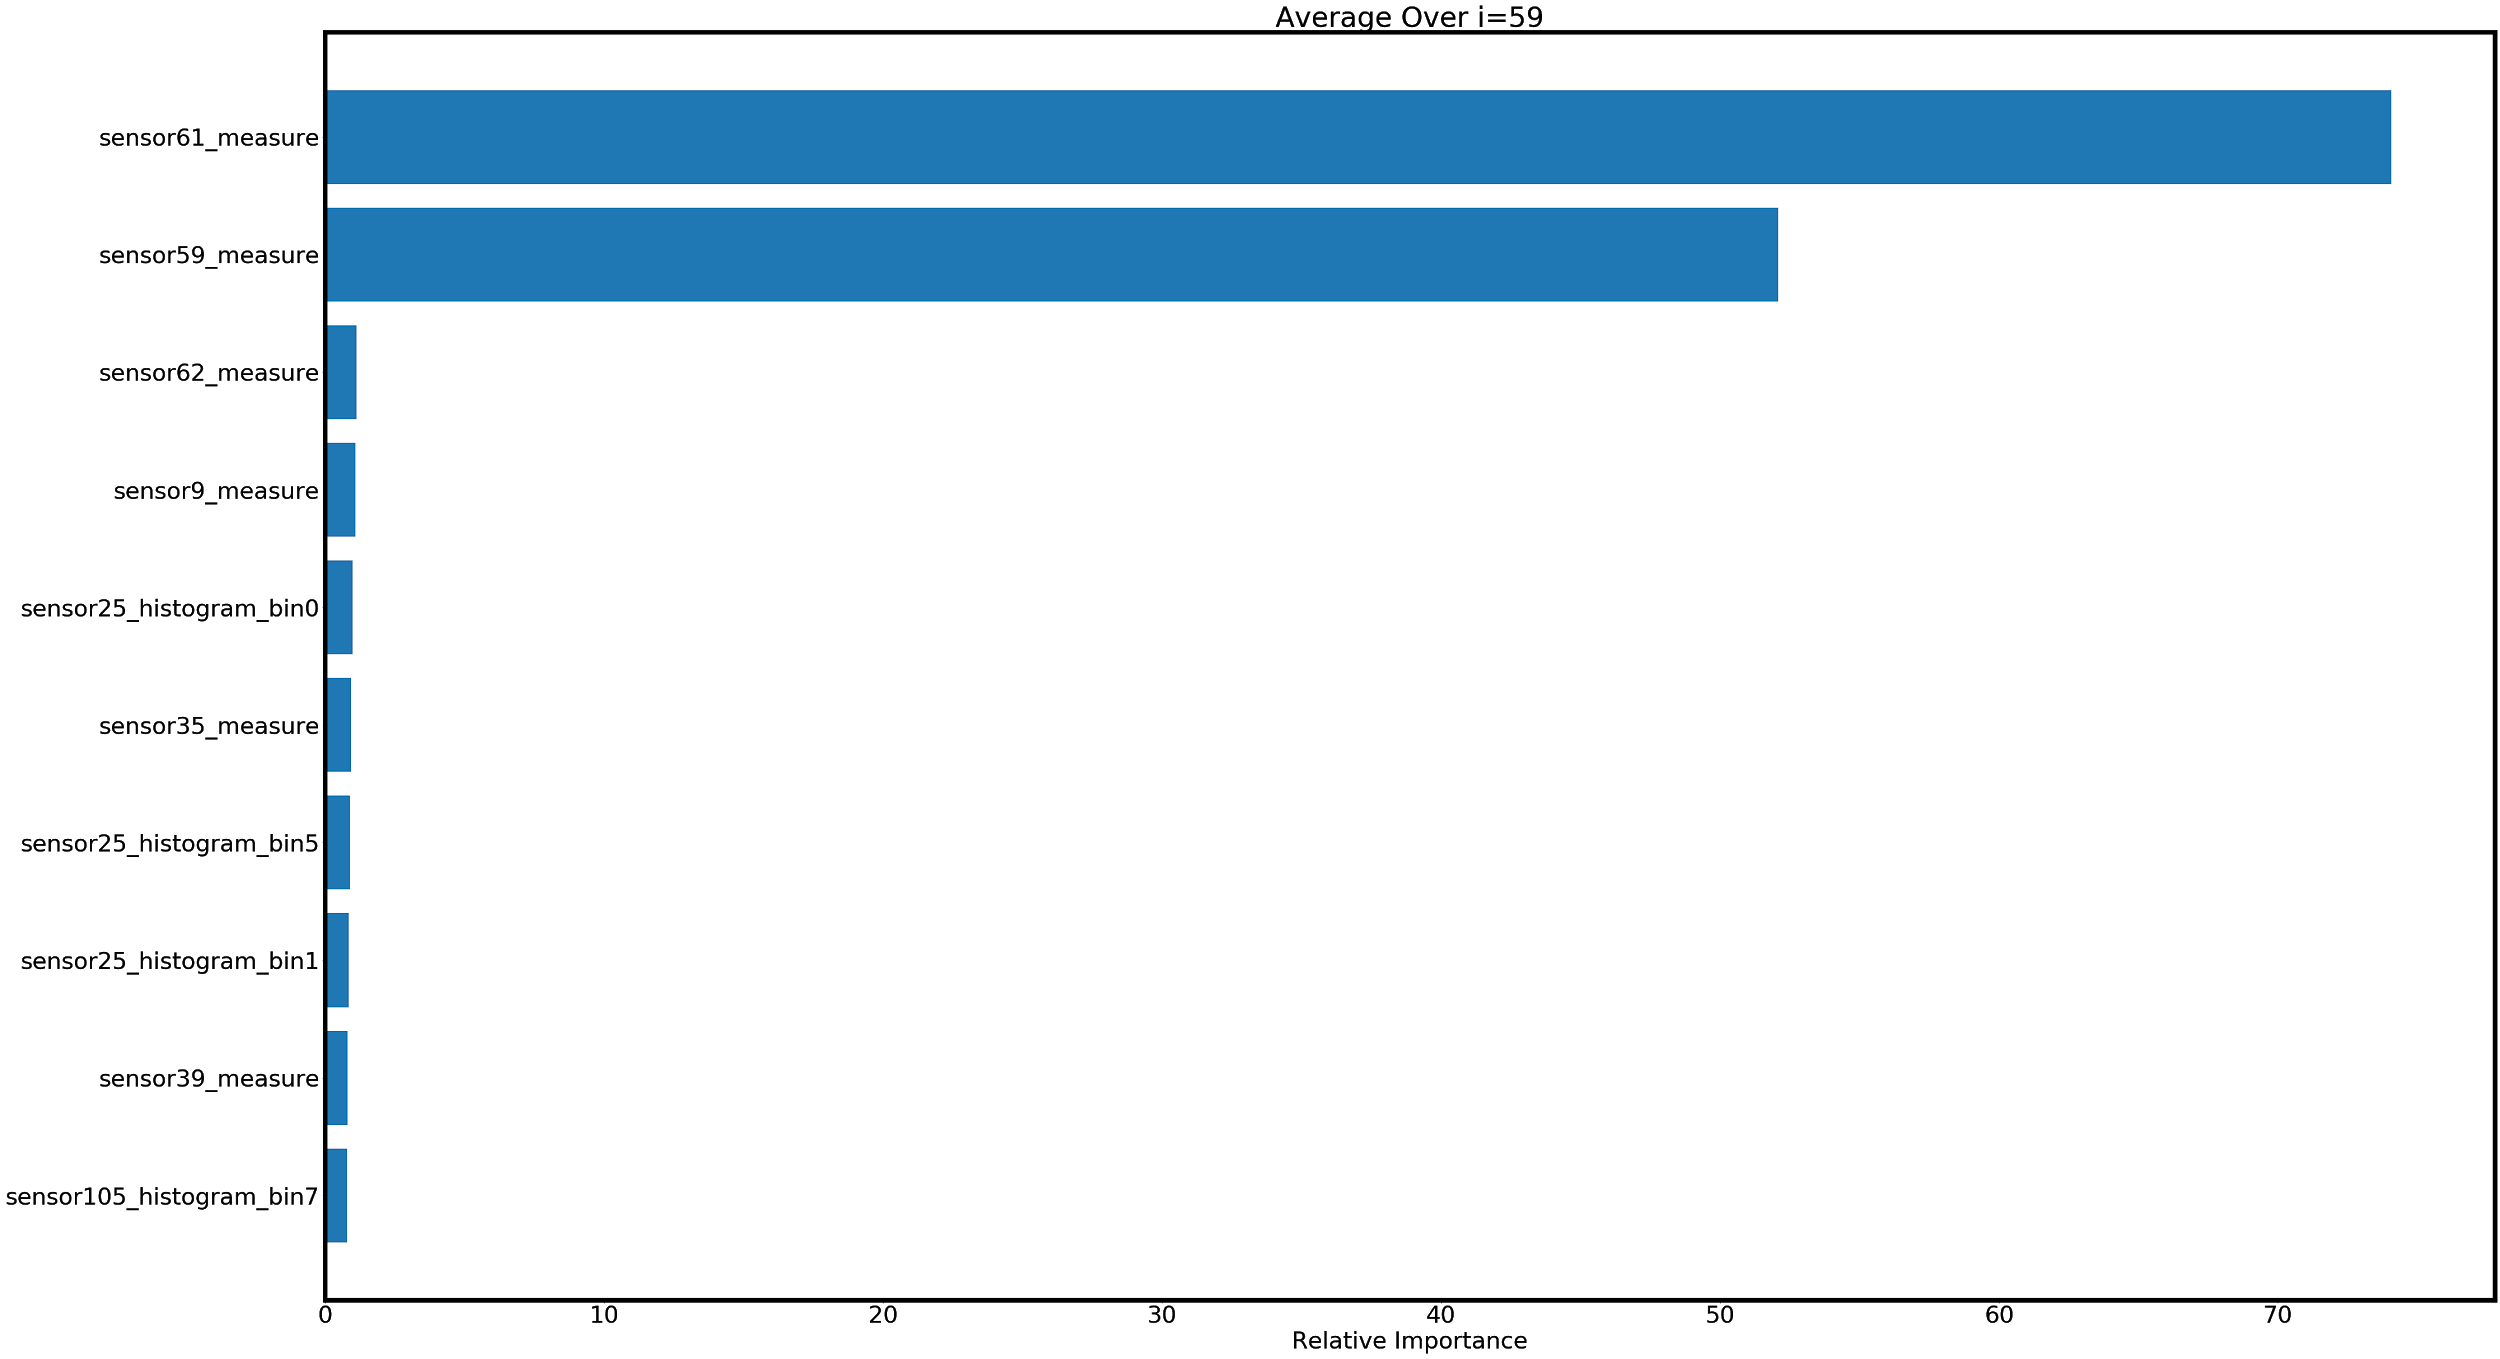 Average Over i=59
sensor61_measure
sensor59_measure
sensor62_measure
sensor9_measure
sensor25_histogram_bin0
sensor35_measure
sensor25_histogram_bin5
sensor25_histogram_bin1
sensor39_measure
sensor105_histogram_bin7
0 10 20 30 40 50 60 70
Relative Importance